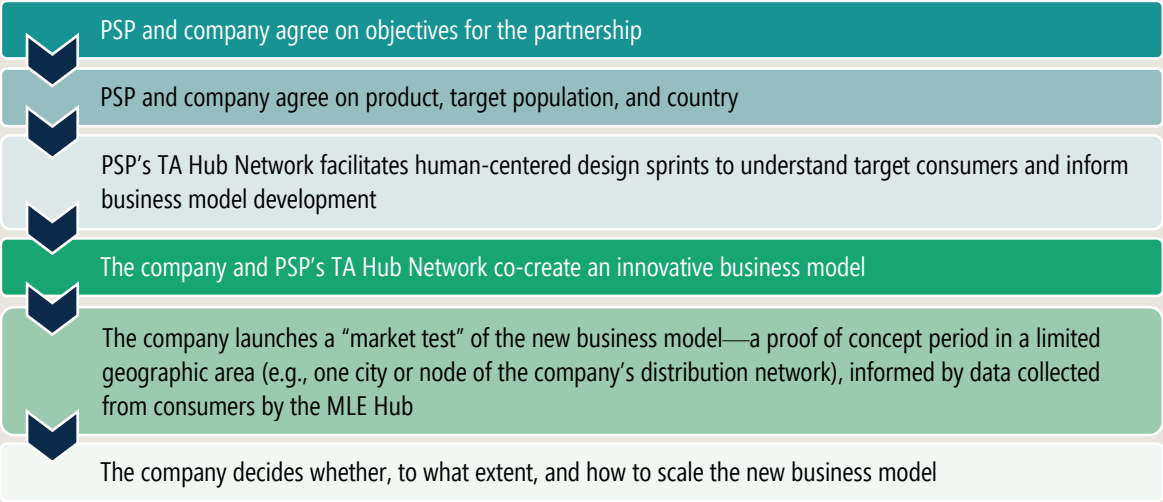 PSP and company agree on objectives for the partnership
PSP and company agree on product, target population, and country
PSP’s TA Hub Network facilitates human-centered design sprints to understand target consumers and inform
business model development
The company and PSP’s TA Hub Network co-create an innovative business model
The company launches a “market test” of the new business model—a proof of concept period in a limited
geographic area (e.g., one city or node of the company’s distribution network), informed by data collected
from consumers by the MLE Hub
The company decides whether, to what extent, and how to scale the new business model